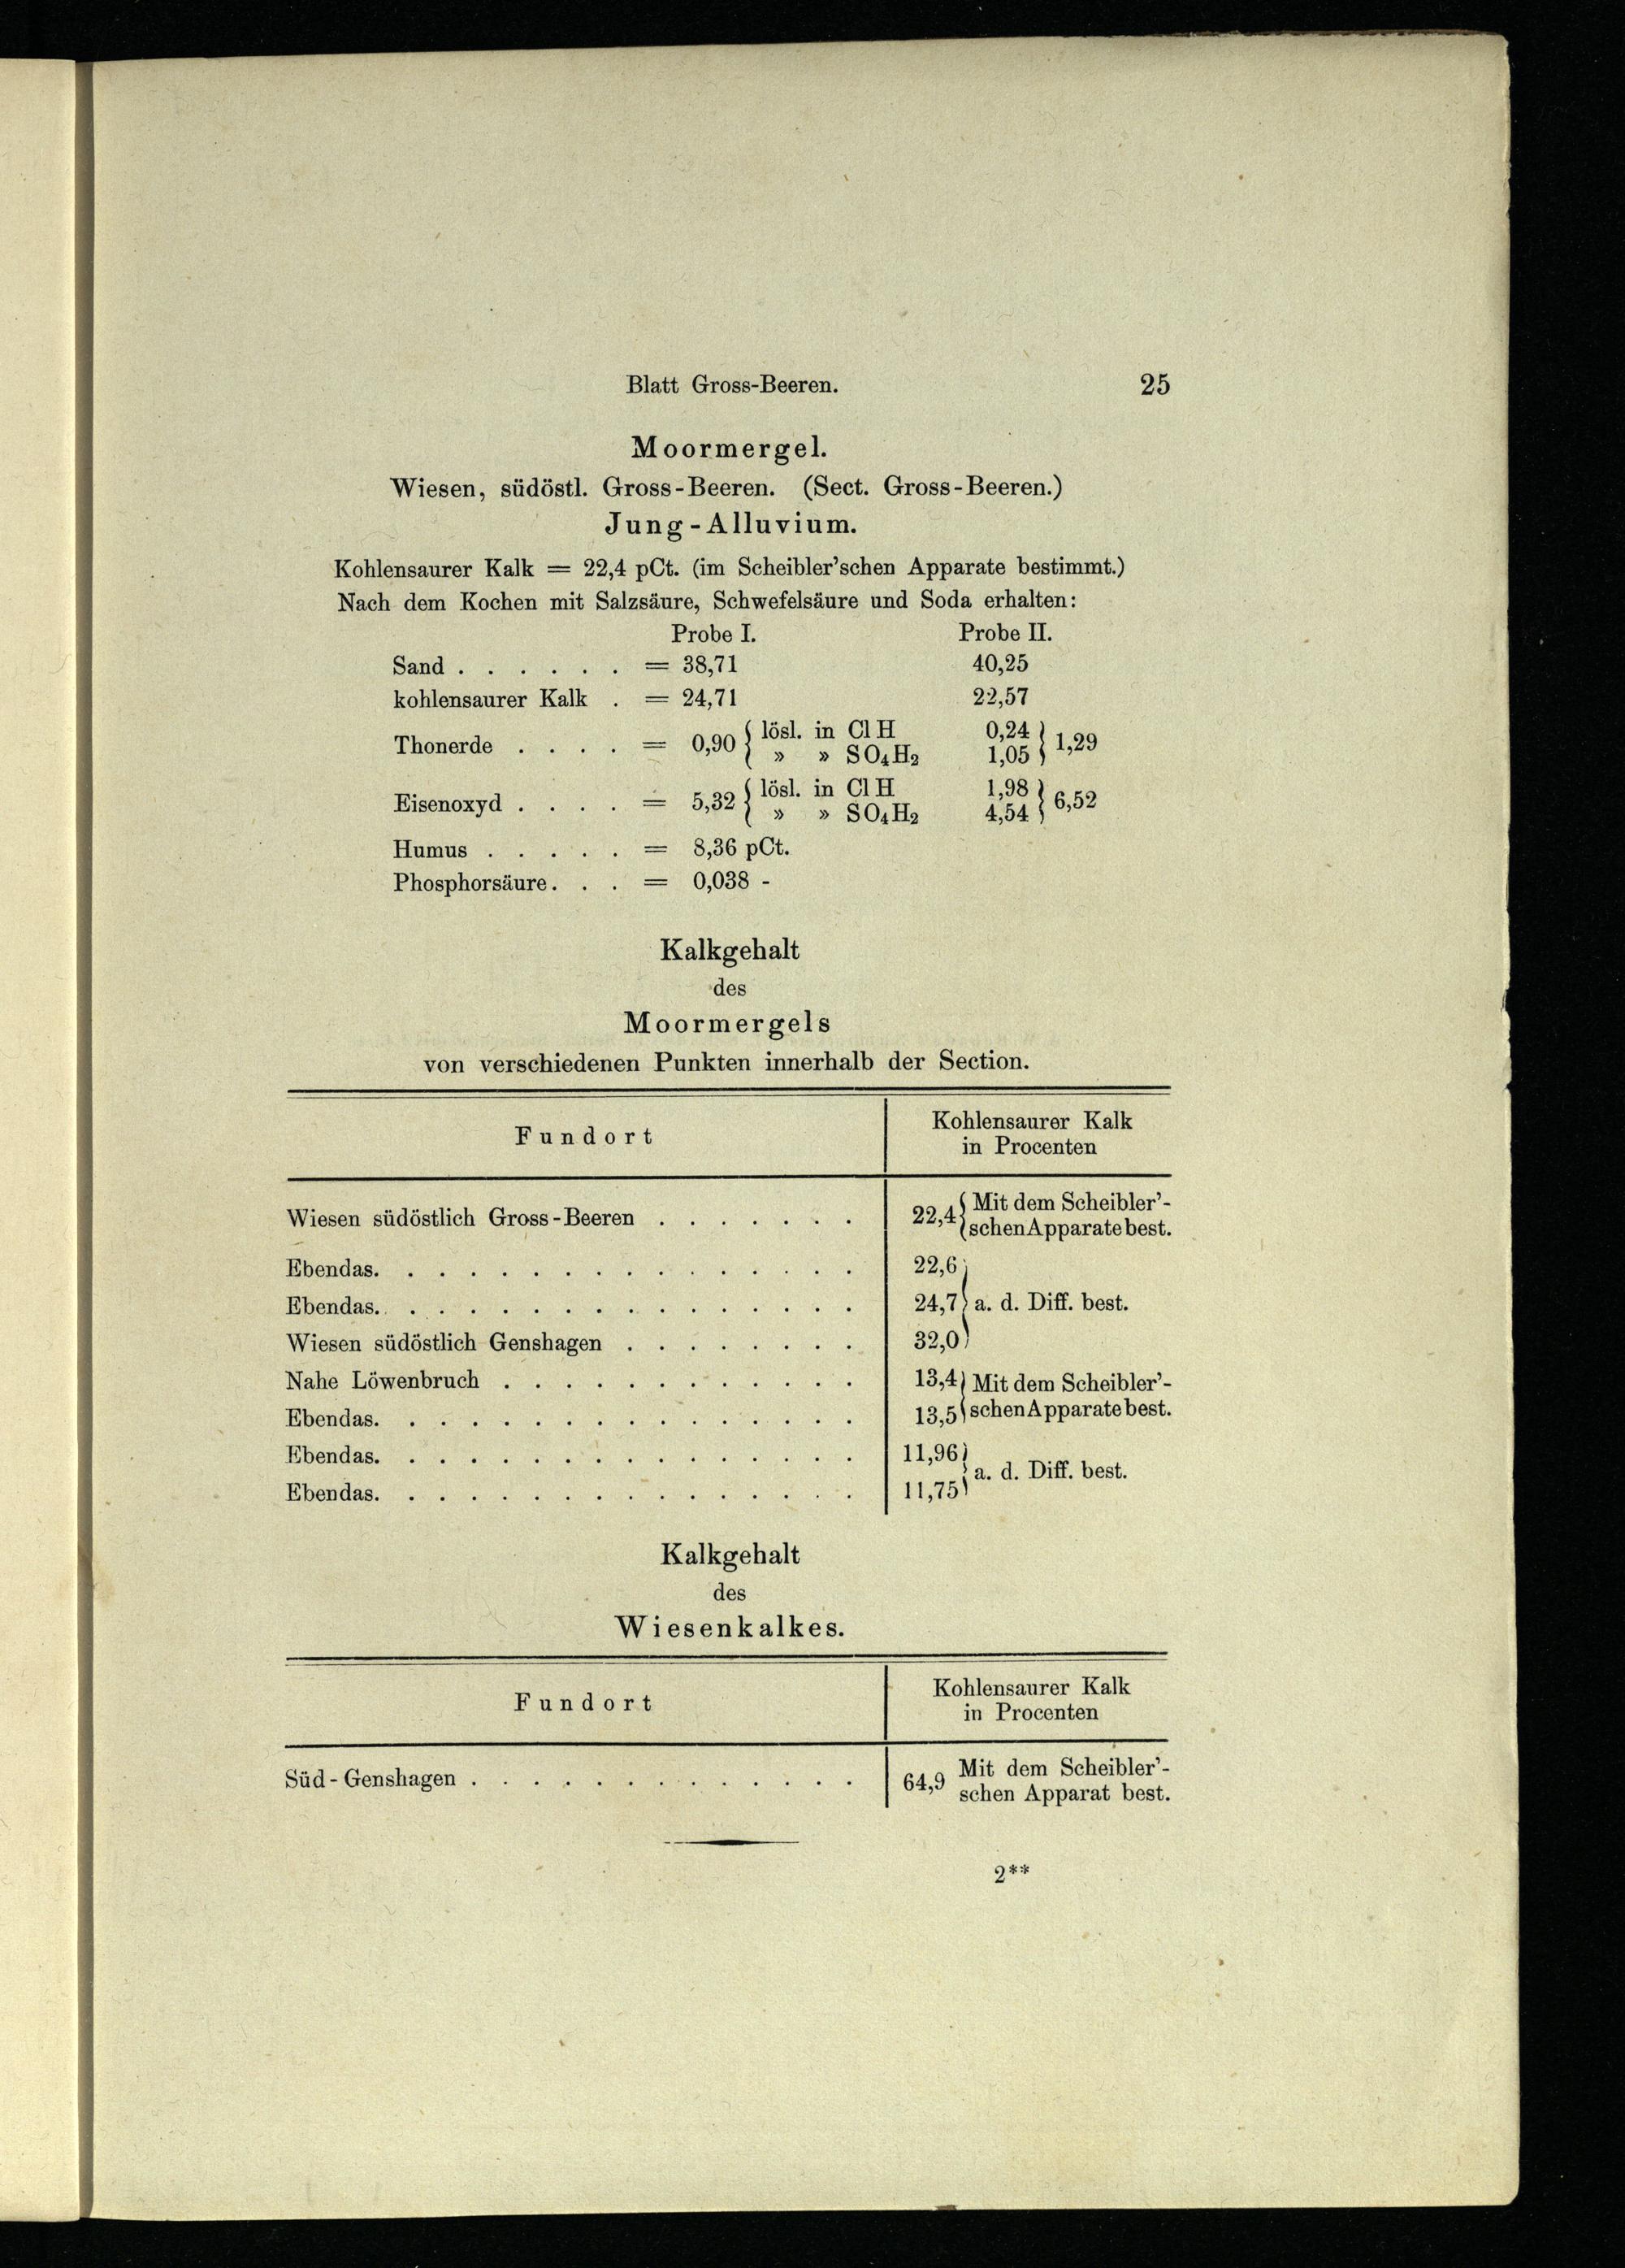 Blatt Gross-Beeren. 25
Moormergel.
Wiesen, südöstl. Gross-Beeren. (Sect. Gross-Beeren.)
Jung-Alluvium.
Kohlensaurer Kalk = 22,4 pCt. (im Scheibler'schen Apparate bestimmt.)
Nach dem Kochen mit Salzsäure, Schwefelsäure und Soda erhalten:
Probe I. Probe II.
Sand . . . . . . = 38,71 40,25
kohlensaurer Kalk . = 24,71 22,57
Thonerde . . . . = 0,90 { lösl. in ClH 0,24 } 1,29
» » SO₄H₂ 1,05
Eisenoxyd . . . . = 5,32 { lösl. in ClH 1,98 } 6,52
» » SO₄H₂ 4,54
Humus . . . . . = 8,36 pCt.
Phosphorsäure. . . = 0,038 -
Kalkgehalt
des
Moormergels
von verschiedenen Punkten innerhalb der Section.
Fundort Kohlensaurer Kalk
in Procenten
Wiesen südöstlich Gross-Beeren . . . . . . . 22,4 { Mit dem Scheibler'-
schen Apparate best.
Ebendas. . . . . . . . . . . . . . . . 22,6 }
Ebendas. . . . . . . . . . . . . . . . 24,7 } a. d. Diff. best.
Wiesen südöstlich Genshagen . . . . . . . . 32,0 }
Nahe Löwenbruch . . . . . . . . . . . . 13,4 } Mit dem Scheibler'-
Ebendas. . . . . . . . . . . . . . . . 13,5 } schen Apparate best.
Ebendas. . . . . . . . . . . . . . . . 11,96 }
a. d. Diff. best.
Ebendas. . . . . . . . . . . . . . . . 11,75 }
Kalkgehalt
des
Wiesenkalkes.
Fundort Kohlensaurer Kalk
in Procenten
Süd-Genshagen . . . . . . . . . . . . . 64,9 Mit dem Scheibler'-
schen Apparat best.
2**